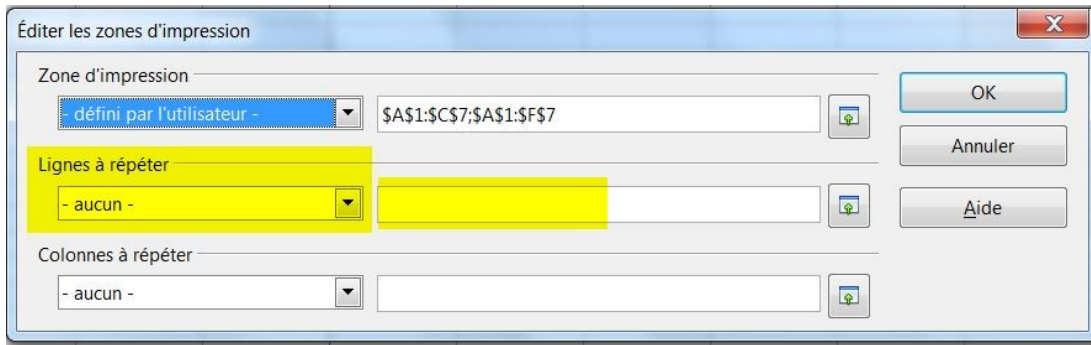 Éditer les zones d'impression
Zone d'impression
- défini par l'utilisateur -
$A$1:$C$7;$A$1:$F$7
OK
Annuler
Lignes à répéter
- aucun -
Aide
Colonnes à répéter
- aucun -